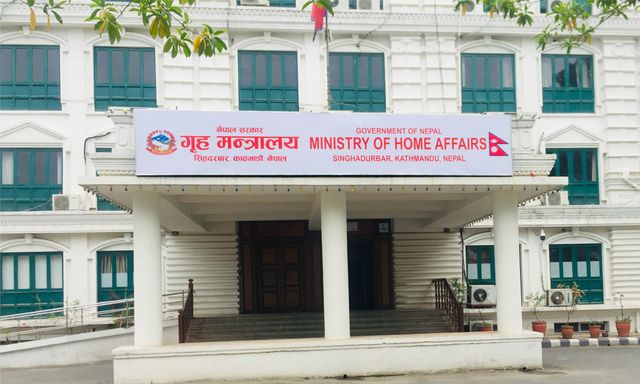 नेपाल सरकार
गृह मन्त्रालय
सिंहदरबार, काठमाडौं नेपाल
GOVERNMENT OF NEPAL
MINISTRY OF HOME AFFAIRS
SINGHADURBAR, KATHMANDU, NEPAL